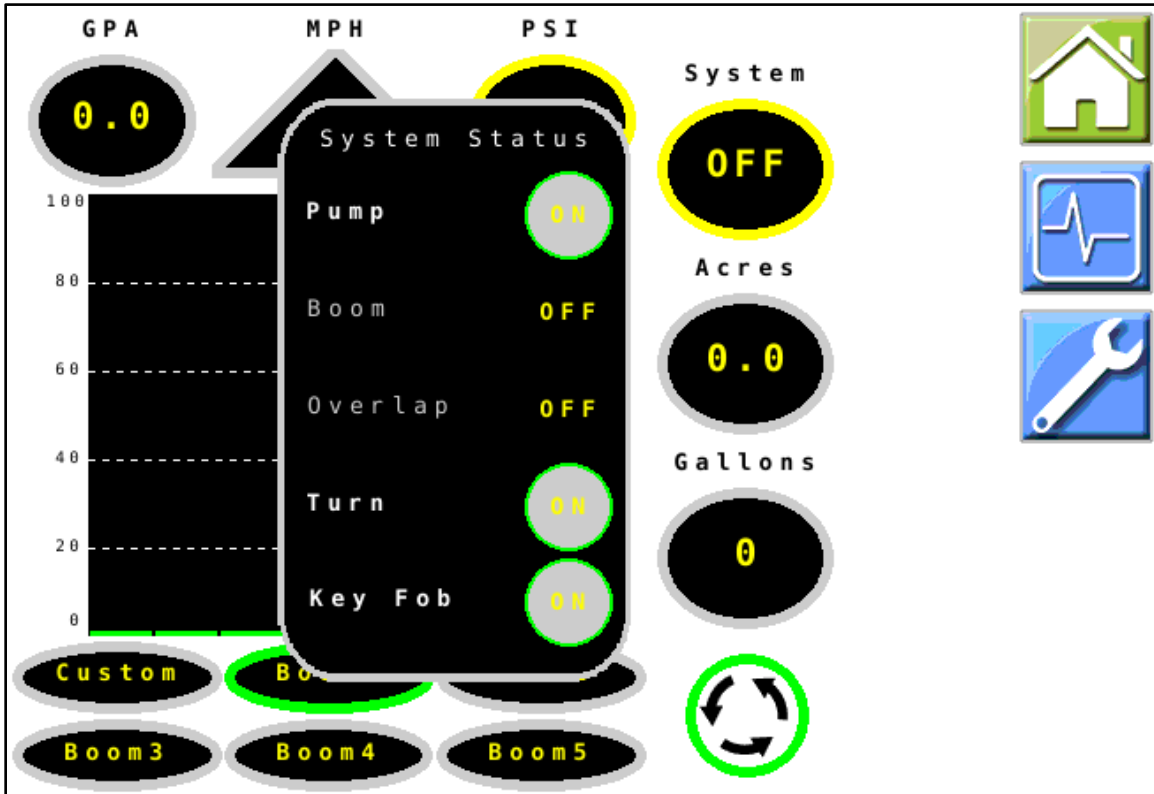 GPA MPH PSI
System
0.0
OFF
System Status
Pump ON
Boom OFF
Overlap OFF
Turn ON
Key Fob ON
100
80
60
40
20
0
Acres
0.0
Gallons
0
Custom
Boom3 Boom4 Boom5